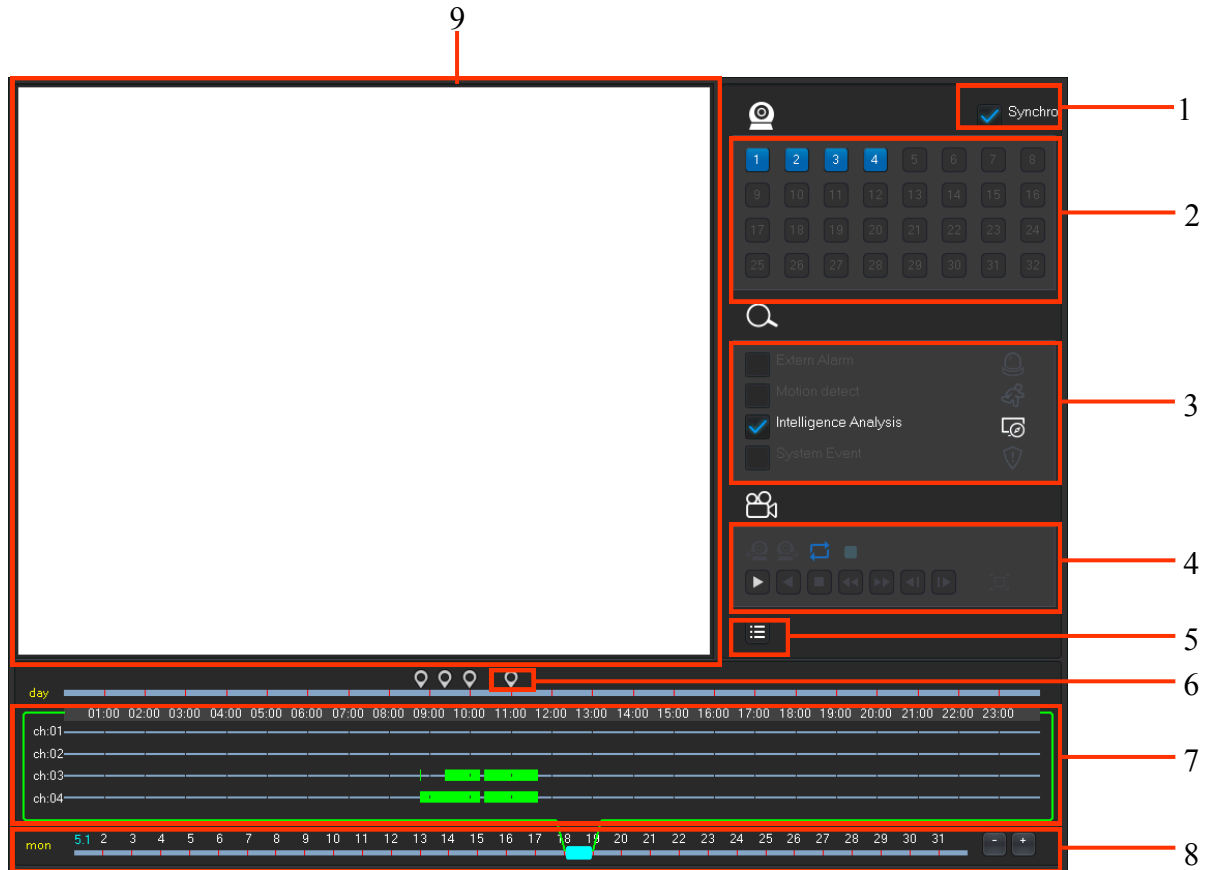 9
1
Synchro
1 2 3 4 5 6 7 8
9 10 11 12 13 14 15 16
2
17 18 19 20 21 22 23 24
25 26 27 28 29 30 31 32
Extern Alarm
Motion detect
3
Intelligence Analysis
System Event
4
5
6
day
01:00 02:00 03:00 04:00 05:00 06:00 07:00 08:00 09:00 10:00 11:00 12:00 13:00 14:00 15:00 16:00 17:00 18:00 19:00 20:00 21:00 22:00 23:00
ch:01
ch:02
7
ch:03
ch:04
mon 5.1 2 3 4 5 6 7 8 9 10 11 12 13 14 15 16 17 18 19 20 21 22 23 24 25 26 27 28 29 30 31 - +
8